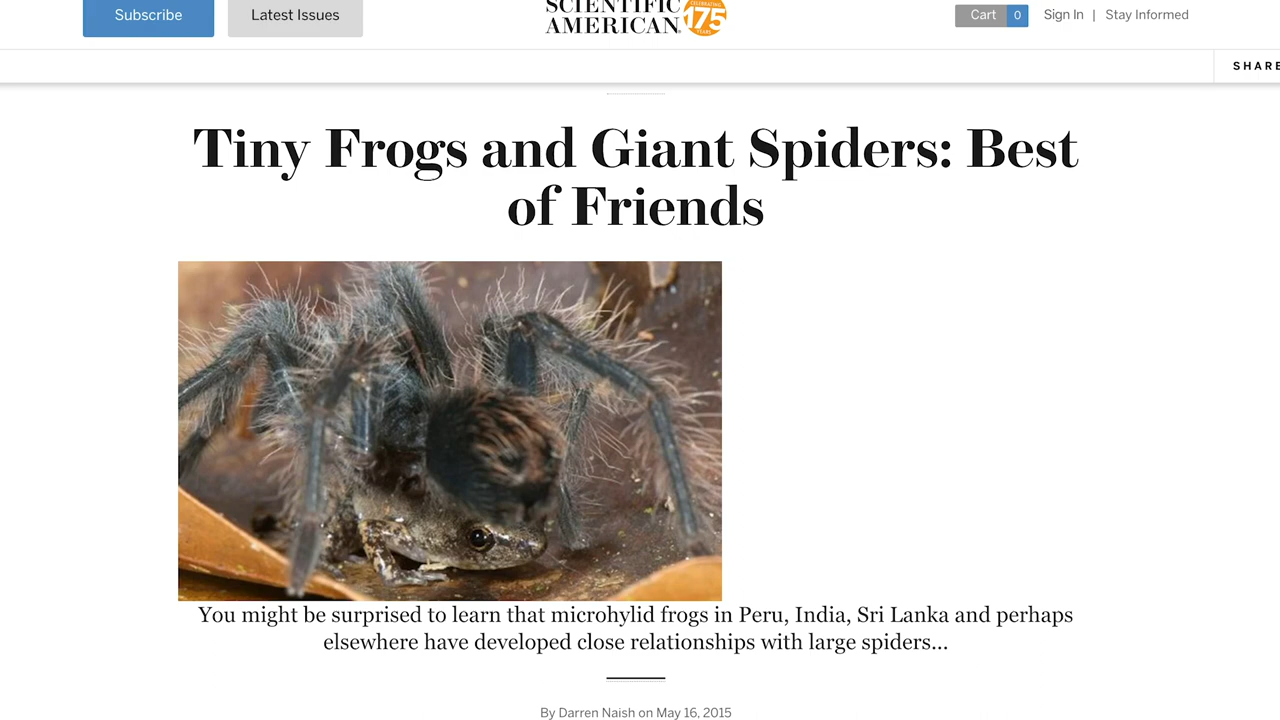 Subscribe
Latest Issues
SCIENTIFIC
AMERICAN
CELEBRATING
175
YEARS
Cart 0 Sign In | Stay Informed
SHARE
Tiny Frogs and Giant Spiders: Best
of Friends
You might be surprised to learn that microhylid frogs in Peru, India, Sri Lanka and perhaps
elsewhere have developed close relationships with large spiders...
By Darren Naish on May 16, 2015